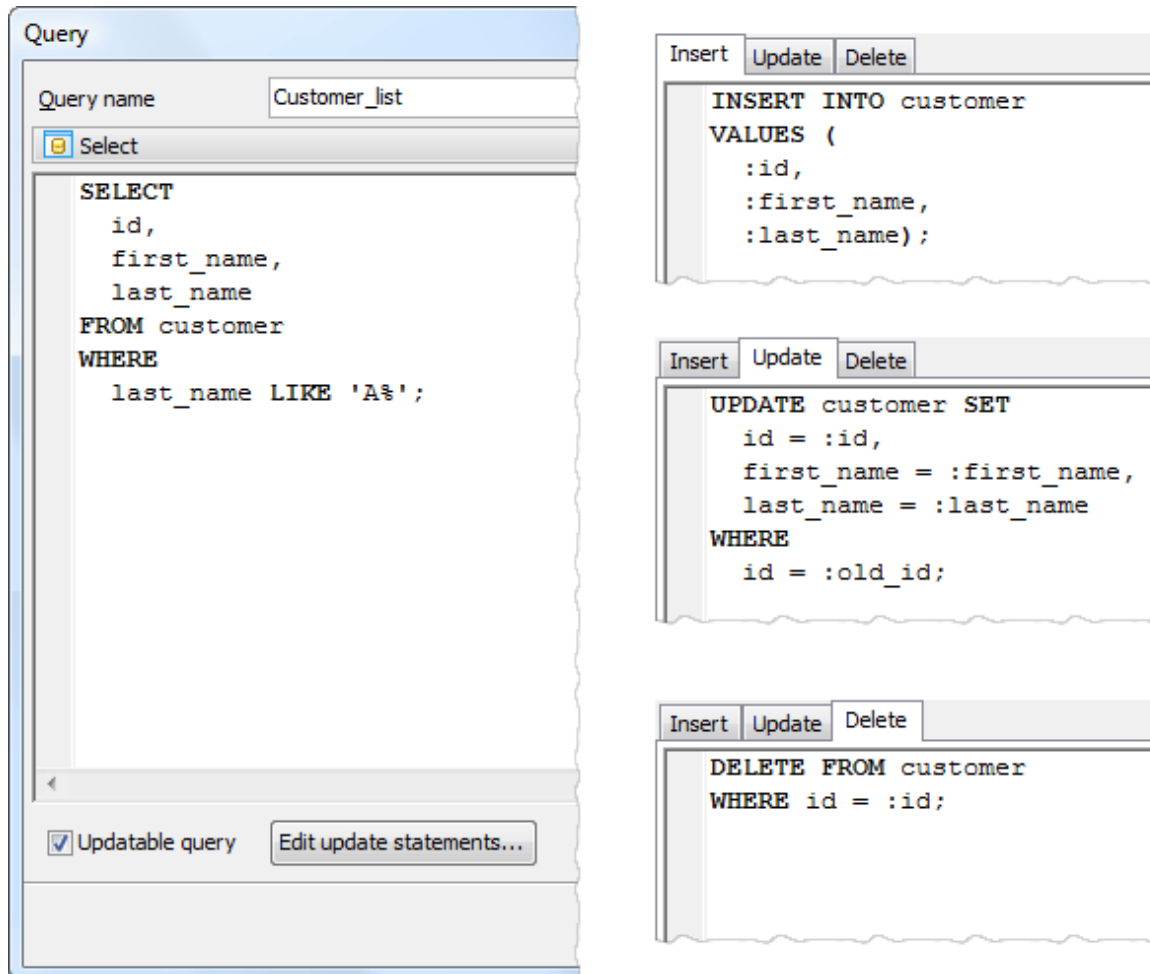 Query
Query name Customer_list
Select
SELECT
id,
first_name,
last_name
FROM customer
WHERE
last_name LIKE 'A%';
Updatable query Edit update statements...
Insert Update Delete
INSERT INTO customer
VALUES (
:id,
:first_name,
:last_name);
Insert Update Delete
UPDATE customer SET
id = :id,
first_name = :first_name,
last_name = :last_name
WHERE
id = :old_id;
Insert Update Delete
DELETE FROM customer
WHERE id = :id;